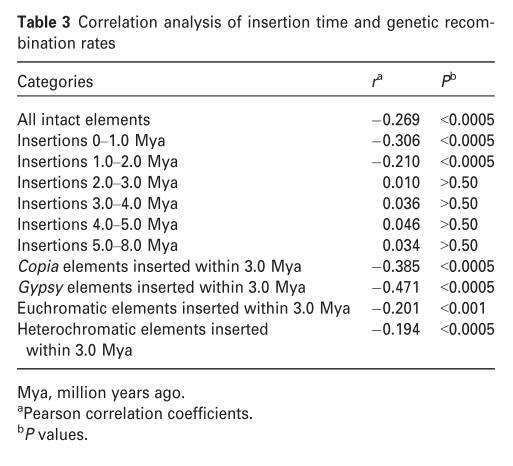 Table 3 Correlation analysis of insertion time and genetic recom-
bination rates
Categories r^a P^b
All intact elements −0.269 <0.0005
Insertions 0–1.0 Mya −0.306 <0.0005
Insertions 1.0–2.0 Mya −0.210 <0.0005
Insertions 2.0–3.0 Mya 0.010 >0.50
Insertions 3.0–4.0 Mya 0.036 >0.50
Insertions 4.0–5.0 Mya 0.046 >0.50
Insertions 5.0–8.0 Mya 0.034 >0.50
Copia elements inserted within 3.0 Mya −0.385 <0.0005
Gypsy elements inserted within 3.0 Mya −0.471 <0.0005
Euchromatic elements inserted within 3.0 Mya −0.201 <0.001
Heterochromatic elements inserted −0.194 <0.0005
within 3.0 Mya
Mya, million years ago.
^aPearson correlation coefficients.
^bP values.